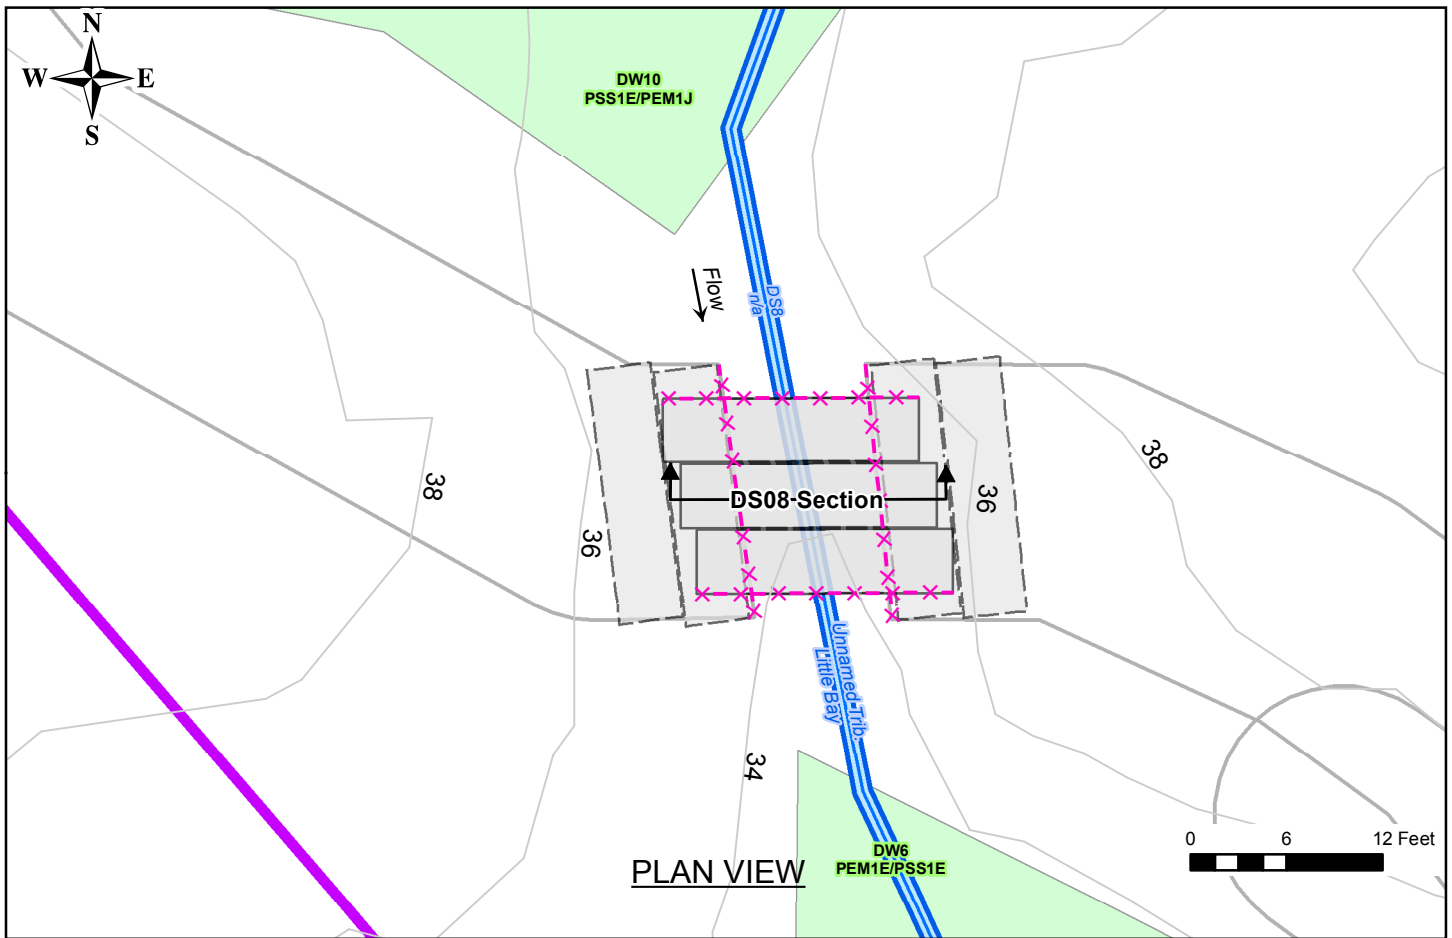 N
W E
S
DW10
PSS1E/PEM1J
Flow
DS8
n/a
38
36
DS08 Section
36
38
Unnamed Trib.
Little Bay
34
PLAN VIEW
DW6
PEM1E/PSS1E
0 6 12 Feet